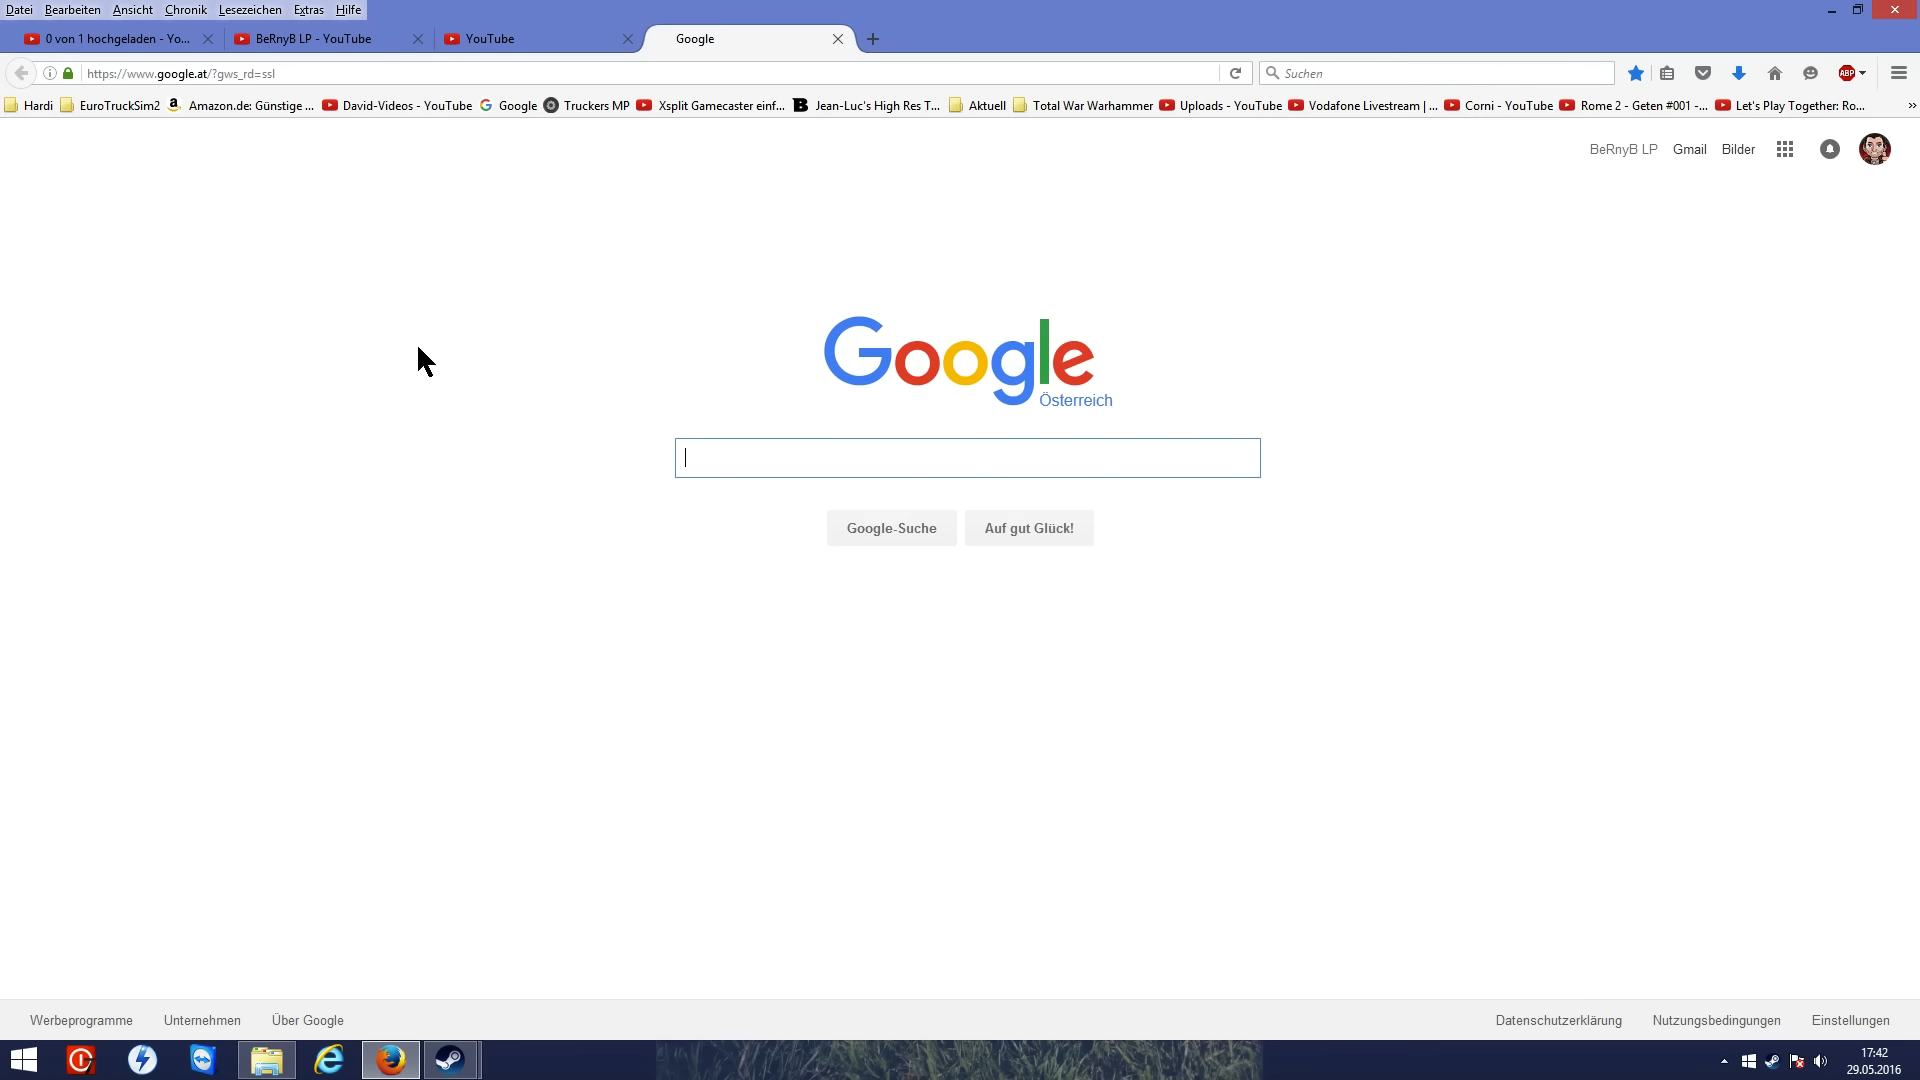 Datei Bearbeiten Ansicht Chronik Lesezeichen Extras Hilfe
0 von 1 hochgeladen - Yo... BeRnyB LP - YouTube YouTube Google
https://www.google.at/?gws_rd=ssl Suchen ABP
Hardi EuroTruckSim2 Amazon.de: Günstige ... David-Videos - YouTube Google Truckers MP Xsplit Gamecaster einf... Jean-Luc's High Res T... Aktuell Total War Warhammer Uploads - YouTube Vodafone Livestream | ... Corni - YouTube Rome 2 - Geten #001 -... Let's Play Together: Ro... »
BeRnyB LP Gmail Bilder
Google
Österreich
Google-Suche Auf gut Glück!
Werbeprogramme Unternehmen Über Google Datenschutzerklärung Nutzungsbedingungen Einstellungen
17:42
29.05.2016